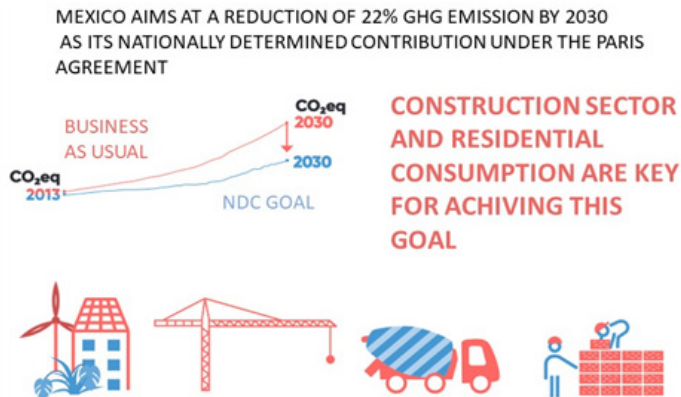 MEXICO AIMS AT A REDUCTION OF 22% GHG EMISSION BY 2030
AS ITS NATIONALLY DETERMINED CONTRIBUTION UNDER THE PARIS
AGREEMENT
CO₂eq
2030
BUSINESS
AS USUAL
2030
CO₂eq
2013
2013
NDC GOAL
CONSTRUCTION SECTOR
AND RESIDENTIAL
CONSUMPTION ARE KEY
FOR ACHIVING THIS
GOAL